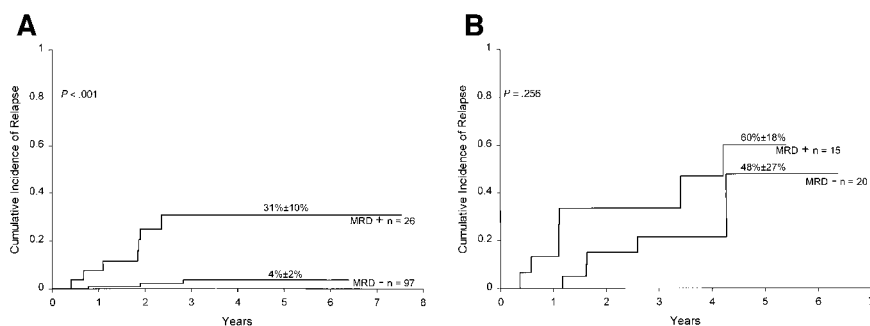 A
Cumulative Incidence of Relapse
1
0.8
0.6
0.4
0.2
0
P < .001
31%±10%
MRD + n = 26
4%±2%
MRD - n = 97
0 1 2 3 4 5 6 7 8
Years
B
Cumulative Incidence of Relapse
1
0.8
0.6
0.4
0.2
0
P = .256
60%±18%
MRD + n = 15
48%±27%
MRD - n = 20
0 1 2 3 4 5 6 7
Years